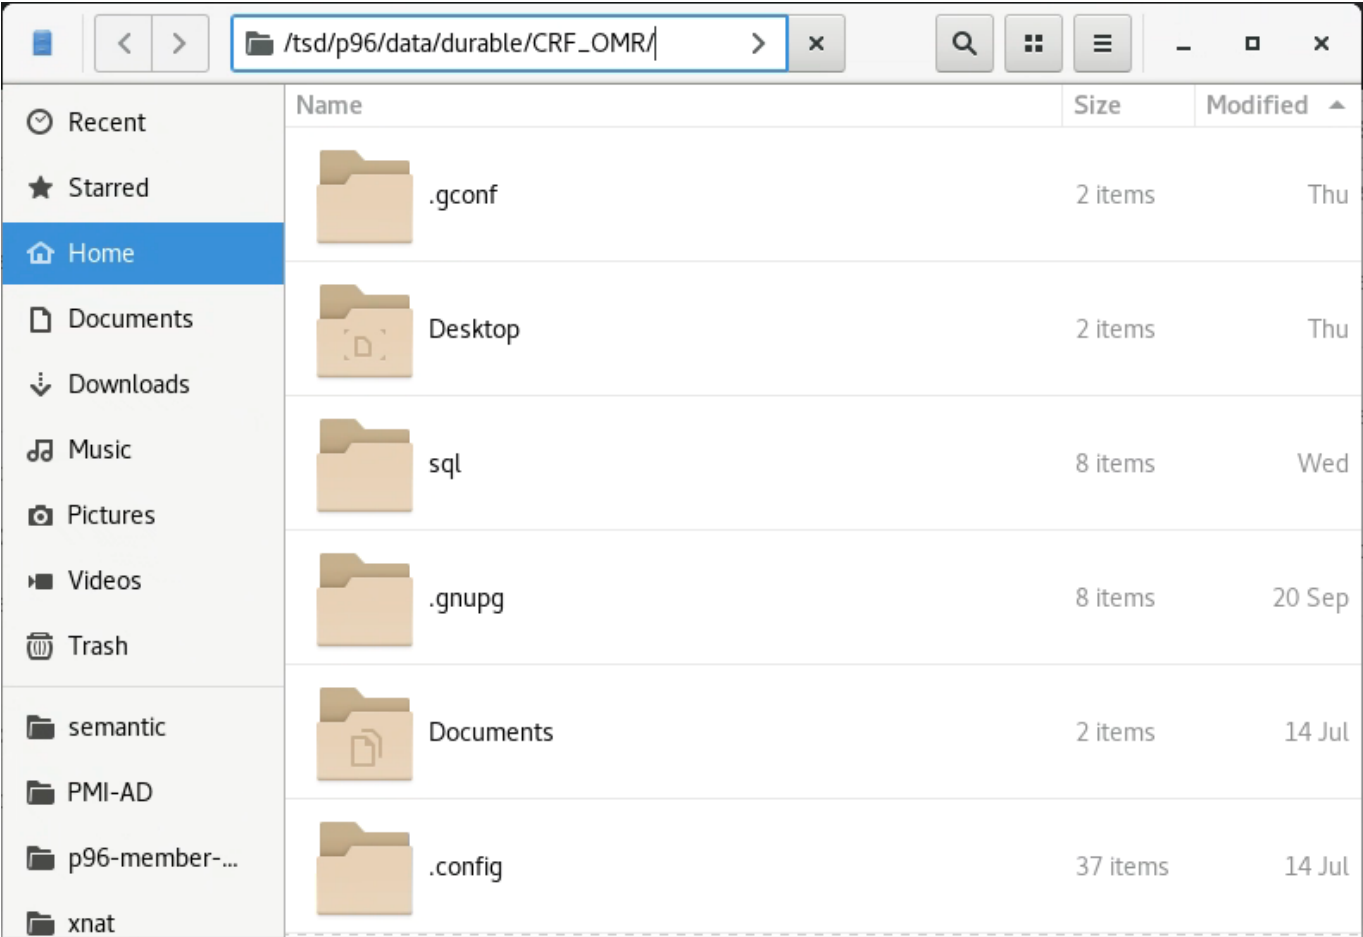 /tsd/p96/data/durable/CRF_OMR/
Recent
Starred
Home
Documents
Downloads
Music
Pictures
Videos
Trash
semantic
PMI-AD
p96-member-...
xnat
Name Size Modified
.gconf 2 items Thu
Desktop 2 items Thu
sql 8 items Wed
.gnupg 8 items 20 Sep
Documents 2 items 14 Jul
.config 37 items 14 Jul